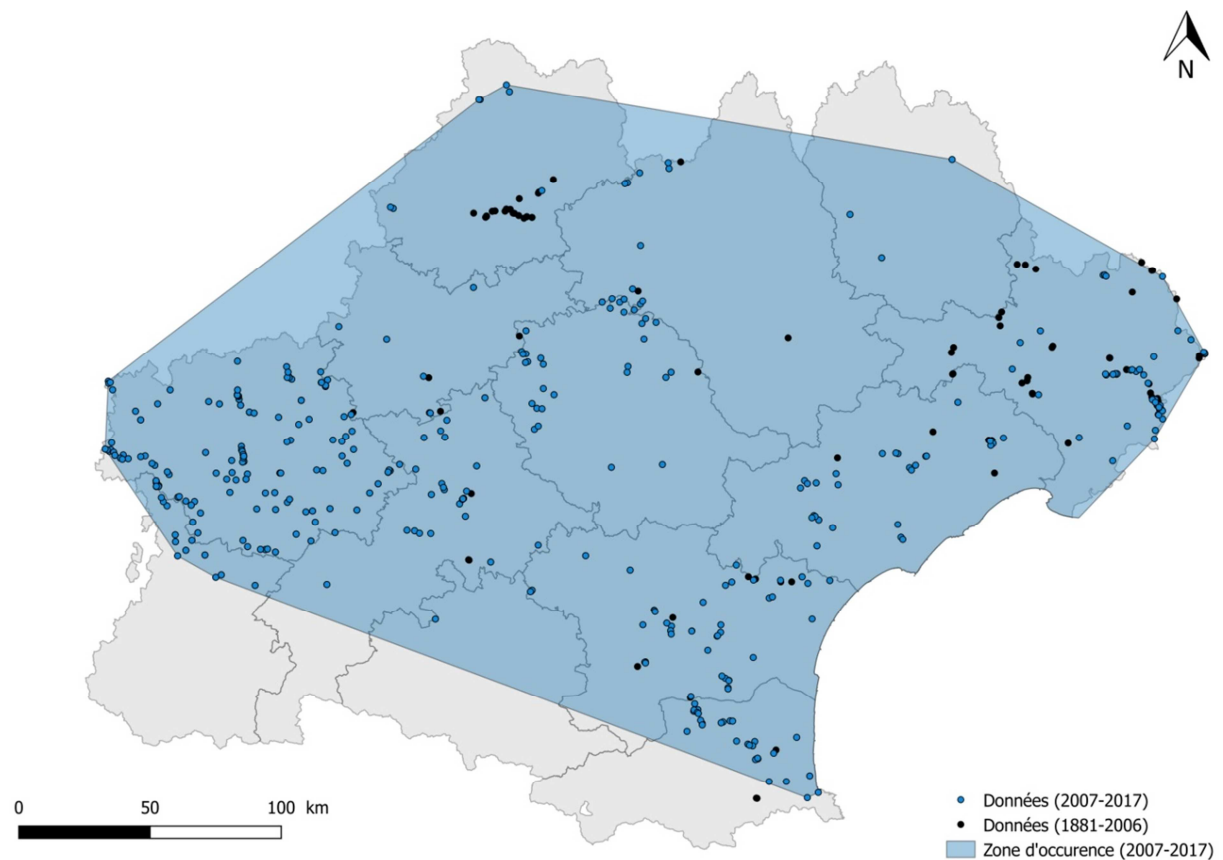 N
0 50 100 km
Données (2007-2017)
Données (1881-2006)
Zone d'occurence (2007-2017)